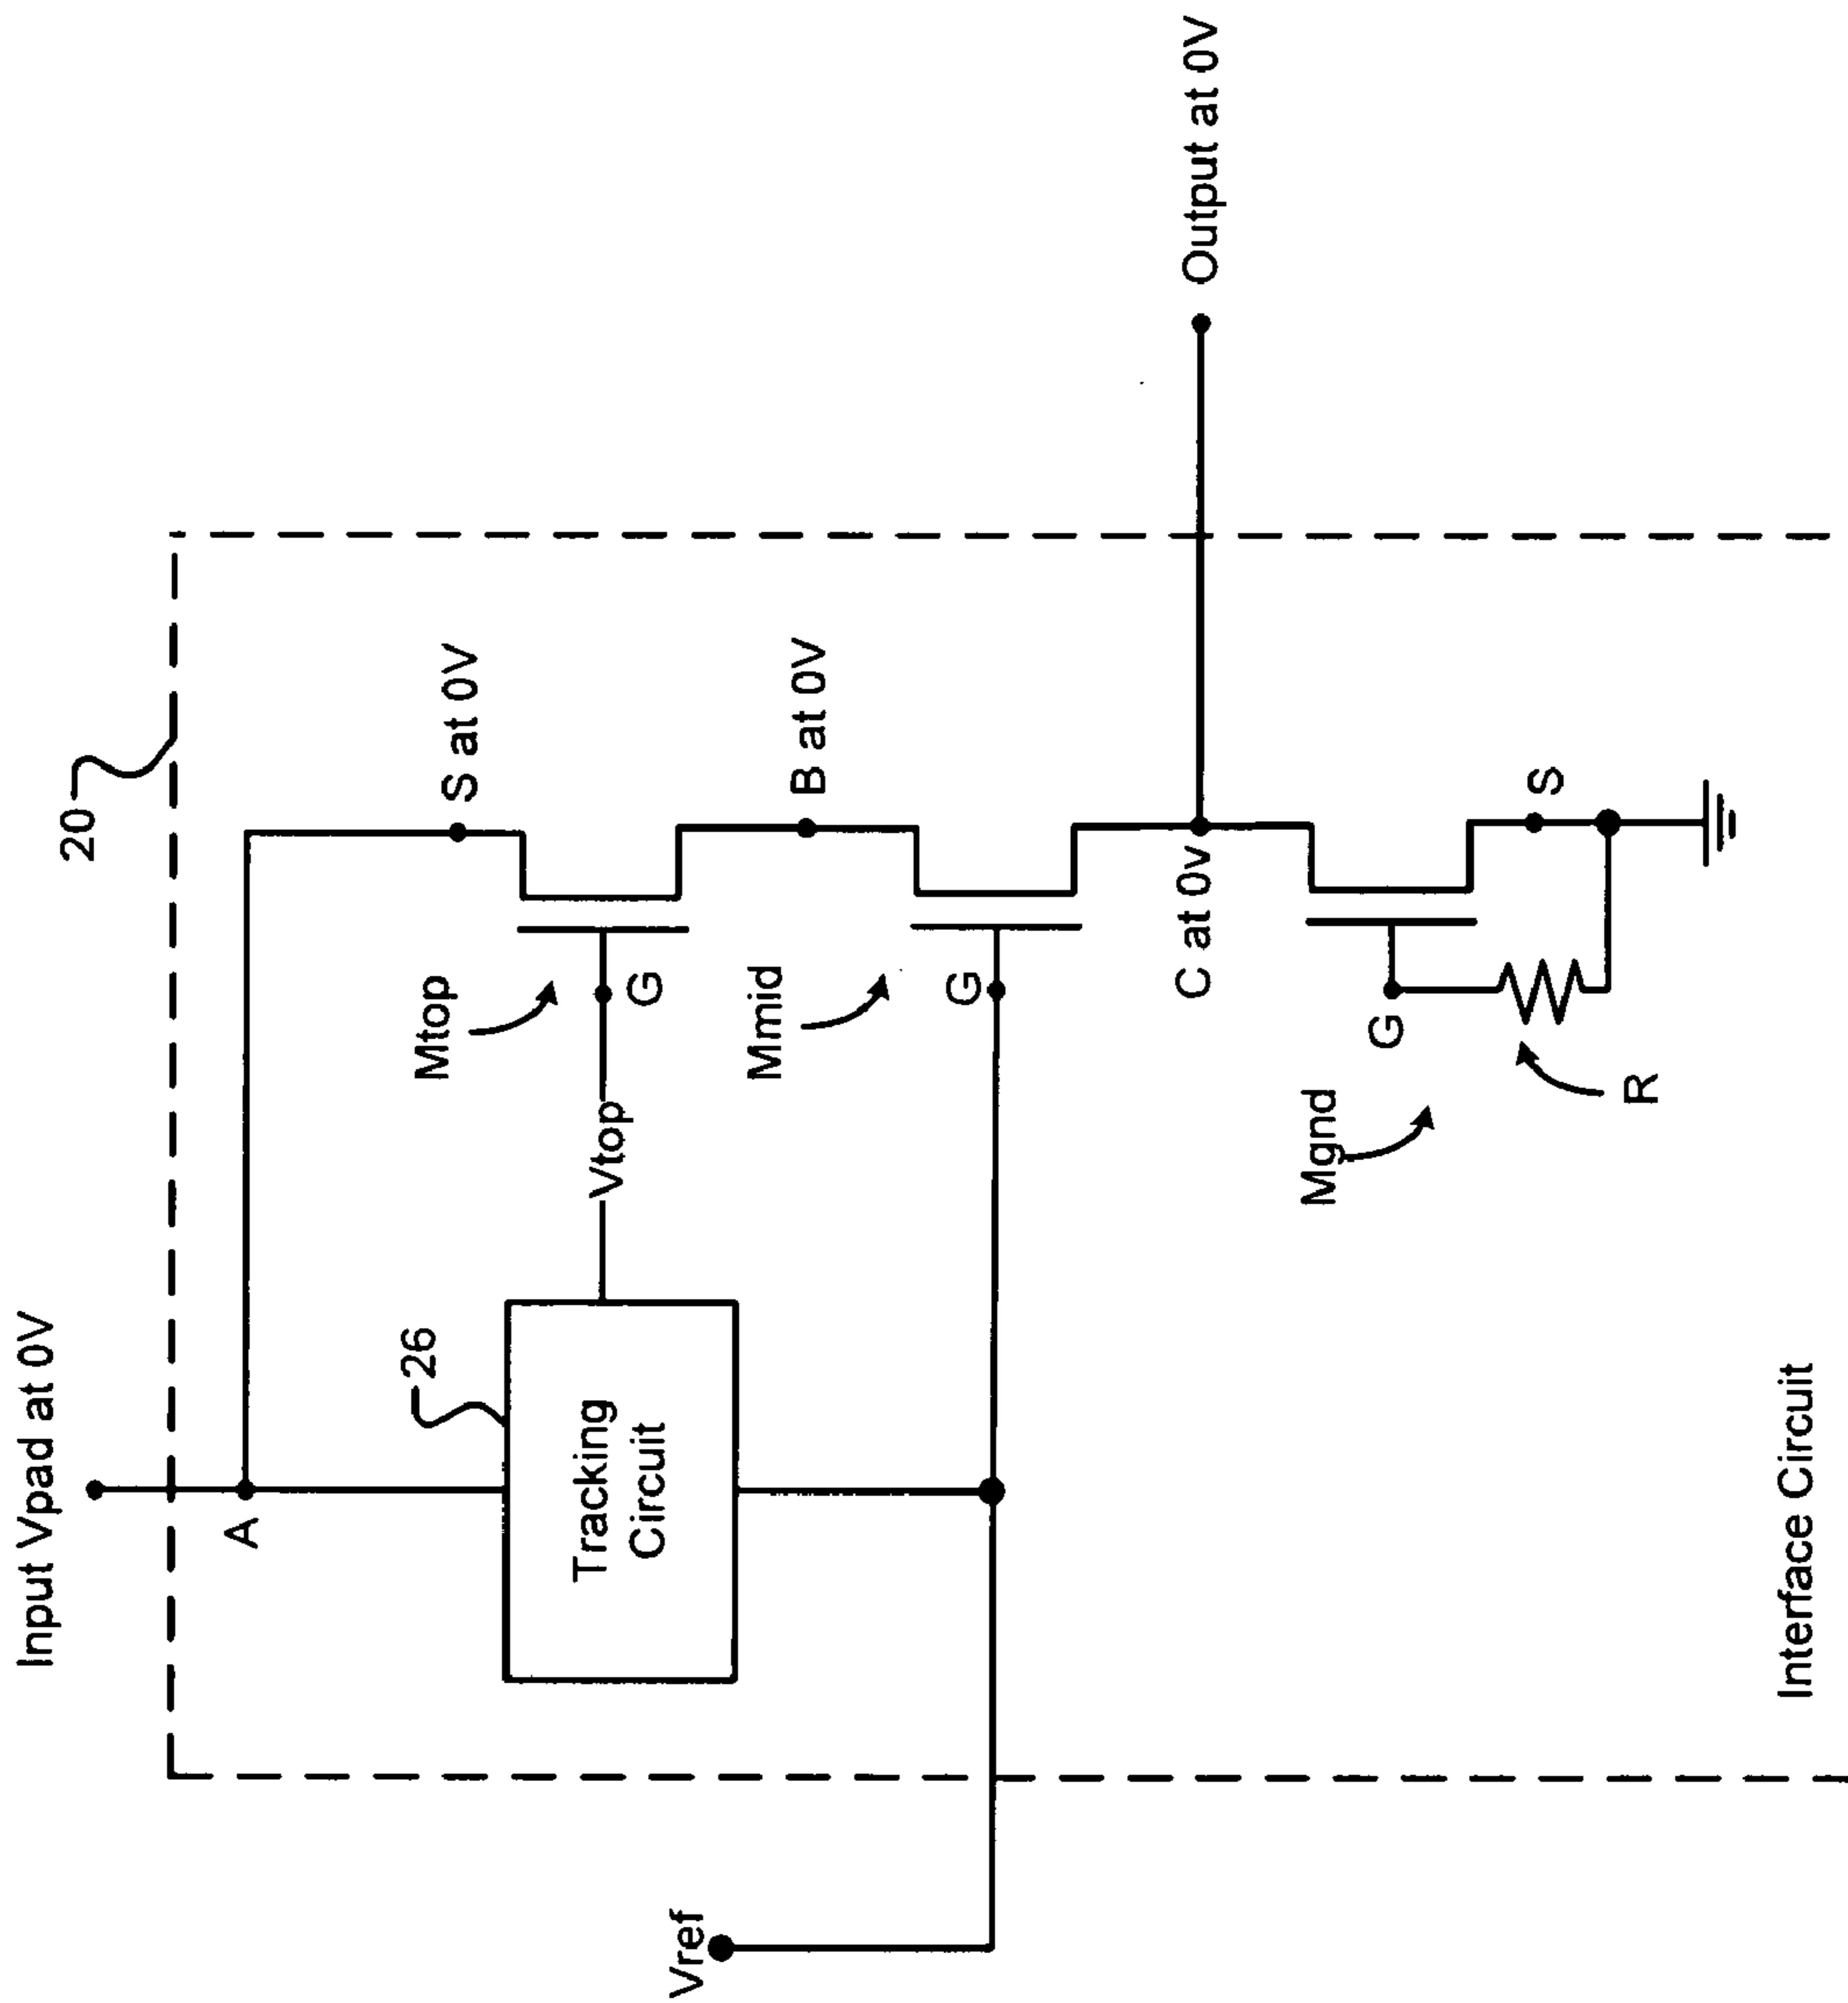 Input Vpad at 0V
20
A
26
Tracking
Circuit
Vtop
Mtop
G
S at 0V
Mmid
G
B at 0V
Vref
C at 0v
Output at 0V
Mgnd
G
R
S
Interface Circuit